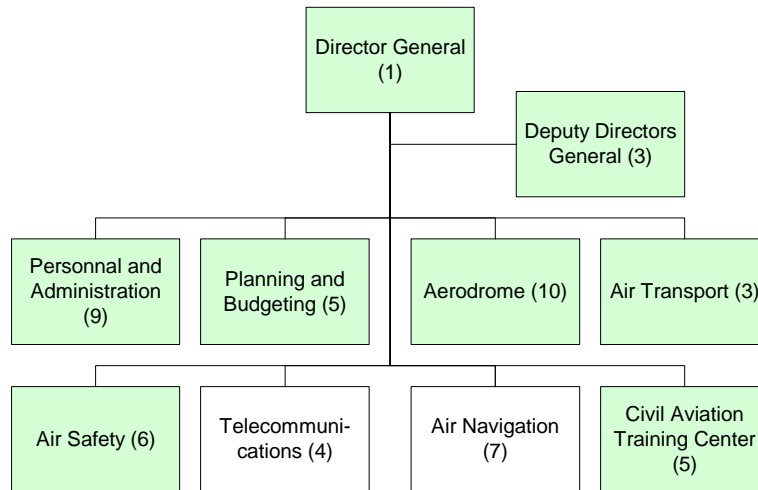 Director General
(1)
Deputy Directors
General (3)
Personnal and
Administration
(9)
Planning and
Budgeting (5)
Aerodrome (10)
Air Transport (3)
Air Safety (6)
Telecommuni-
cations (4)
Air Navigation
(7)
Civil Aviation
Training Center
(5)